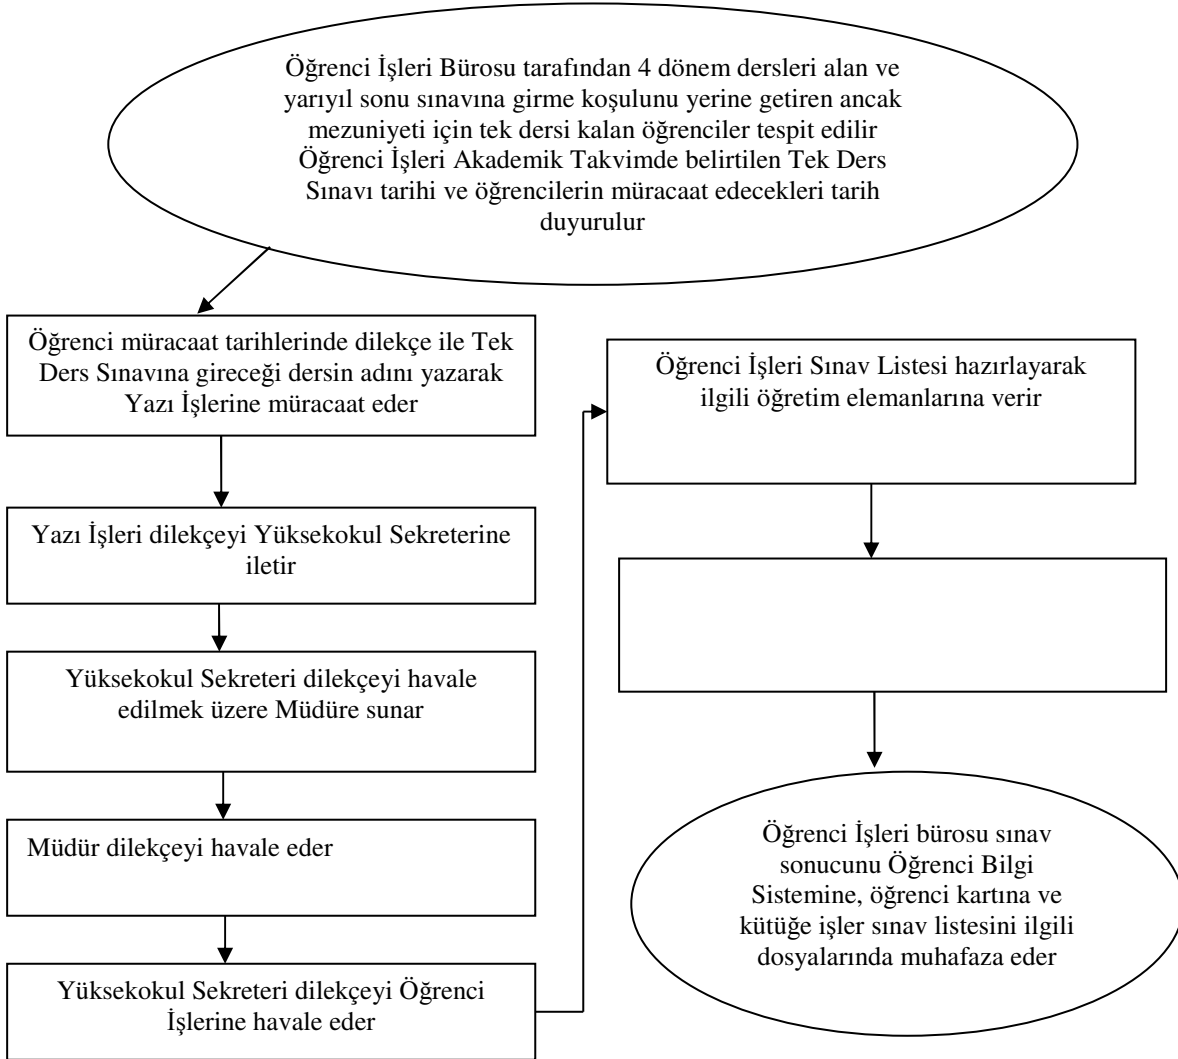 Öğrenci İşleri Bürosu tarafından 4 dönem dersleri alan ve
yarıyıl sonu sınavına girme koşulunu yerine getiren ancak
mezuniyeti için tek dersi kalan öğrenciler tespit edilir
Öğrenci İşleri Akademik Takvimde belirtilen Tek Ders
Sınavı tarihi ve öğrencilerin müracaat edecekleri tarih
duyurulur
Öğrenci müracaat tarihlerinde dilekçe ile Tek
Ders Sınavına gireceği dersin adını yazarak
Yazı İşlerine müracaat eder
Yazı İşleri dilekçeyi Yüksekokul Sekreterine
iletir
Yüksekokul Sekreteri dilekçeyi havale
edilmek üzere Müdüre sunar
Müdür dilekçeyi havale eder
Yüksekokul Sekreteri dilekçeyi Öğrenci
İşlerine havale eder
Öğrenci İşleri Sınav Listesi hazırlayarak
ilgili öğretim elemanlarına verir
Öğrenci İşleri bürosu sınav
sonucunu Öğrenci Bilgi
Sistemine, öğrenci kartına ve
kütüğe işler sınav listesini ilgili
dosyalarında muhafaza eder